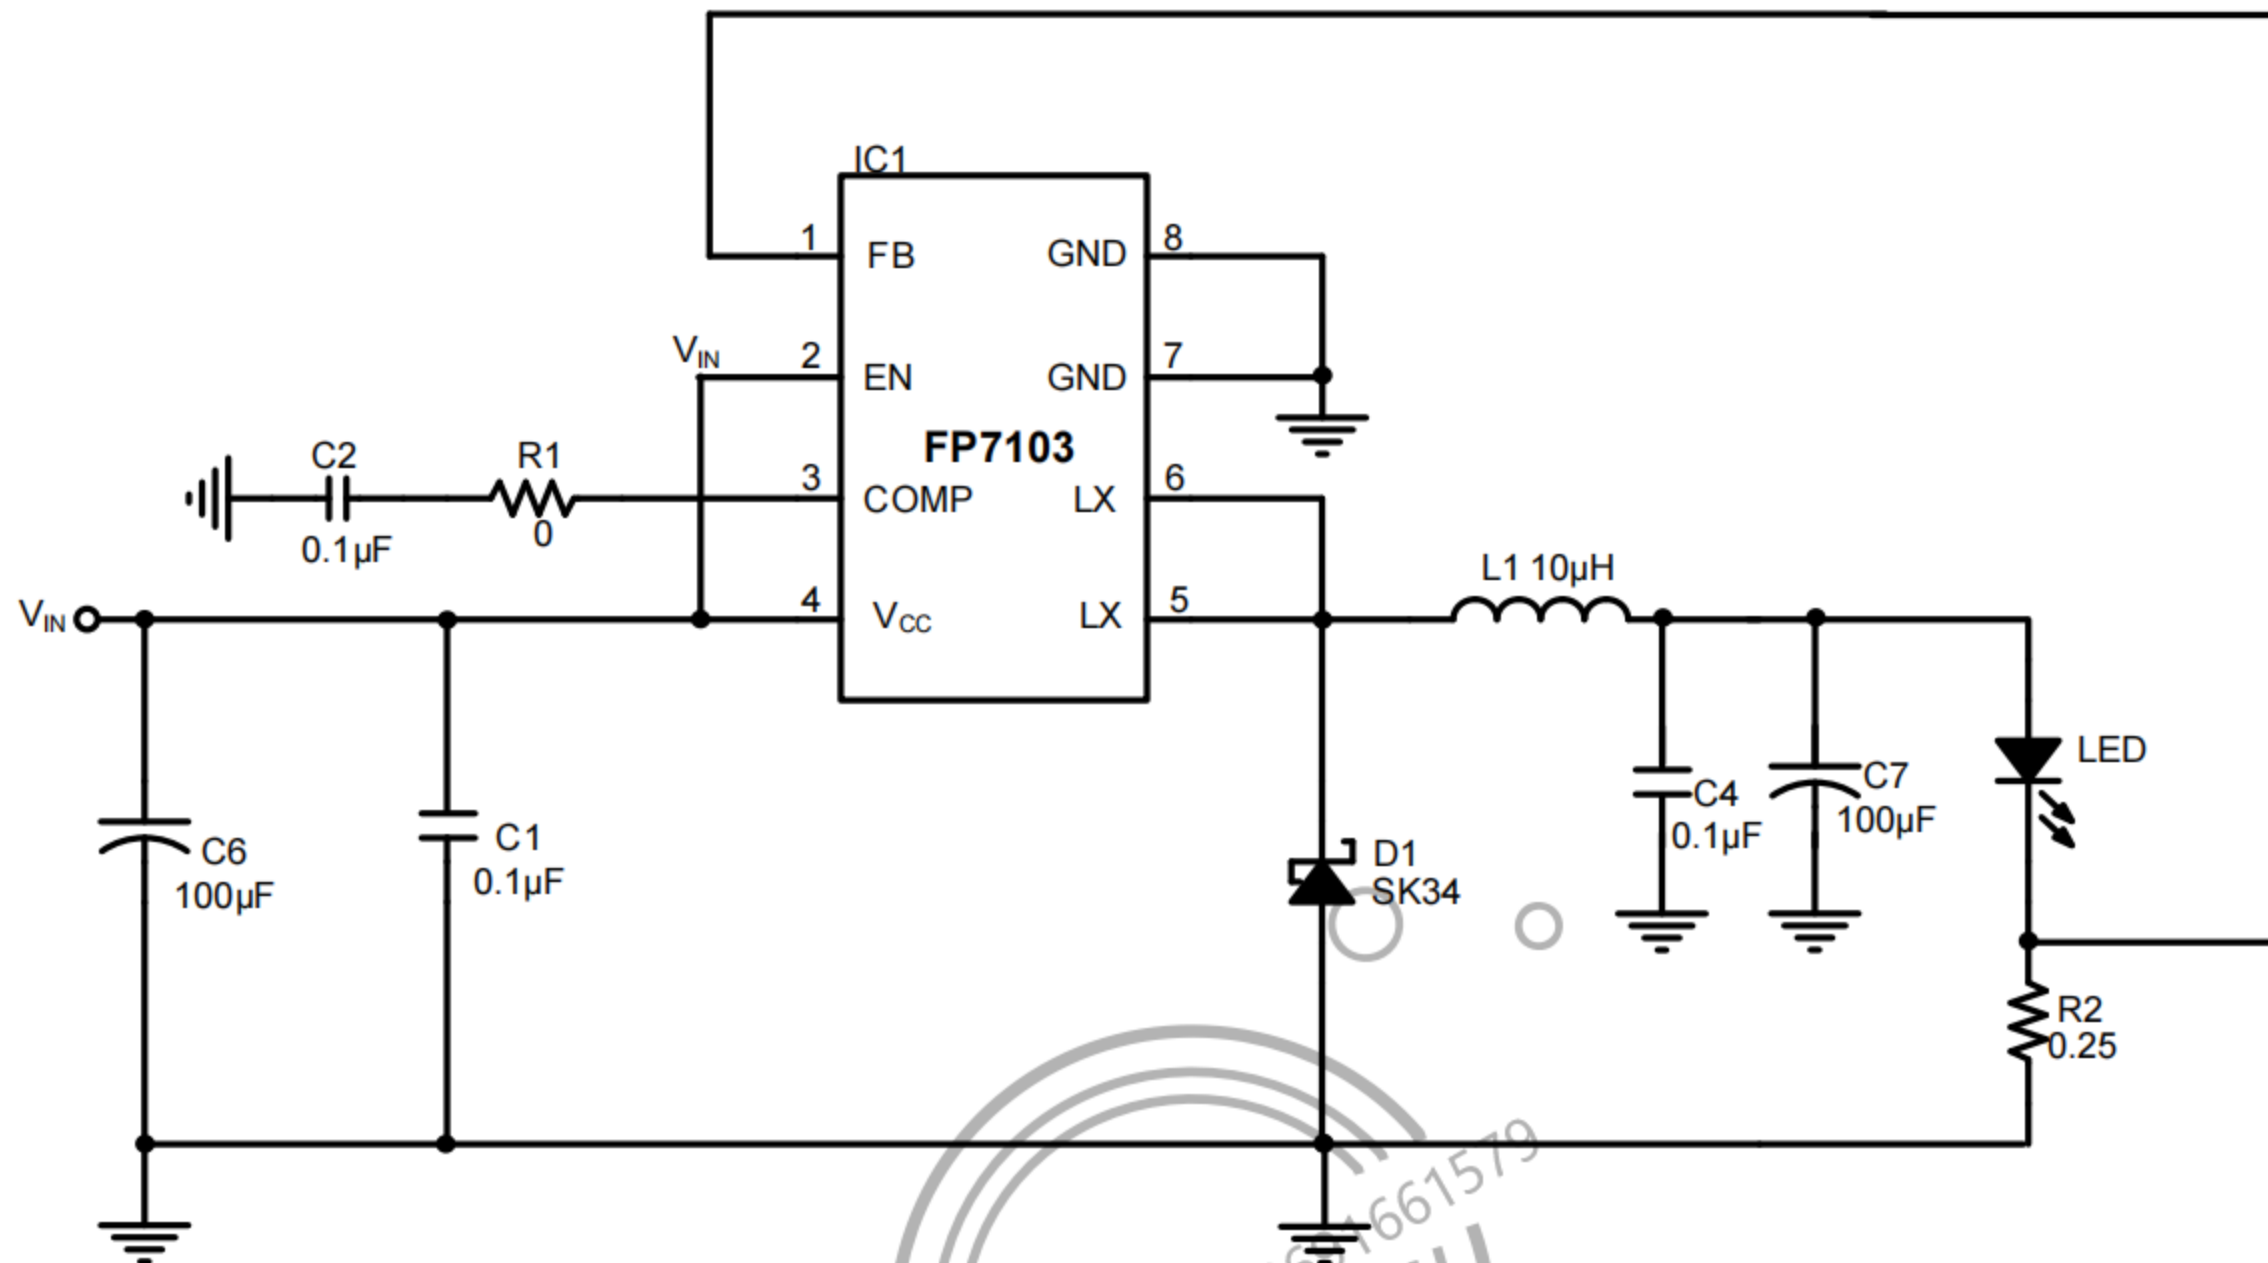 IC1
1
FB
GND
8
VIN
2
EN
GND
7
FP7103
C2
R1
3
COMP
LX
6
0.1µF
0
L1 10µH
VIN
4
VCC
LX
5
LED
C7
C4
100µF
0.1µF
C6
C1
D1
100µF
0.1µF
SK34
R2
0.25
1661579